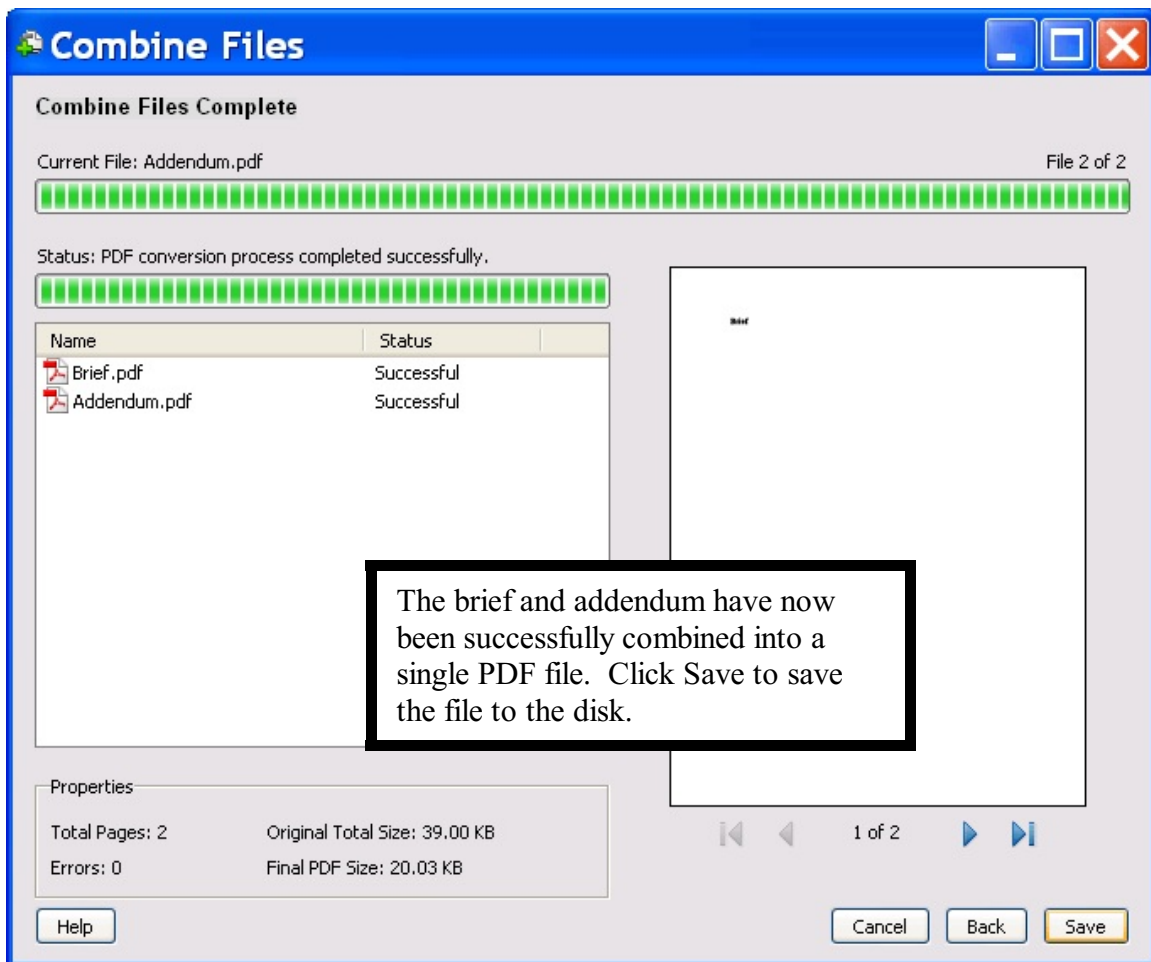 Combine Files
Combine Files Complete
Current File: Addendum.pdf File 2 of 2
Status: PDF conversion process completed successfully.
Brief
Name Status
Brief.pdf Successful
Addendum.pdf Successful
The brief and addendum have now
been successfully combined into a
single PDF file. Click Save to save
the file to the disk.
Properties
Total Pages: 2 Original Total Size: 39.00 KB
Errors: 0 Final PDF Size: 20.03 KB
1 of 2
Help Cancel Back Save